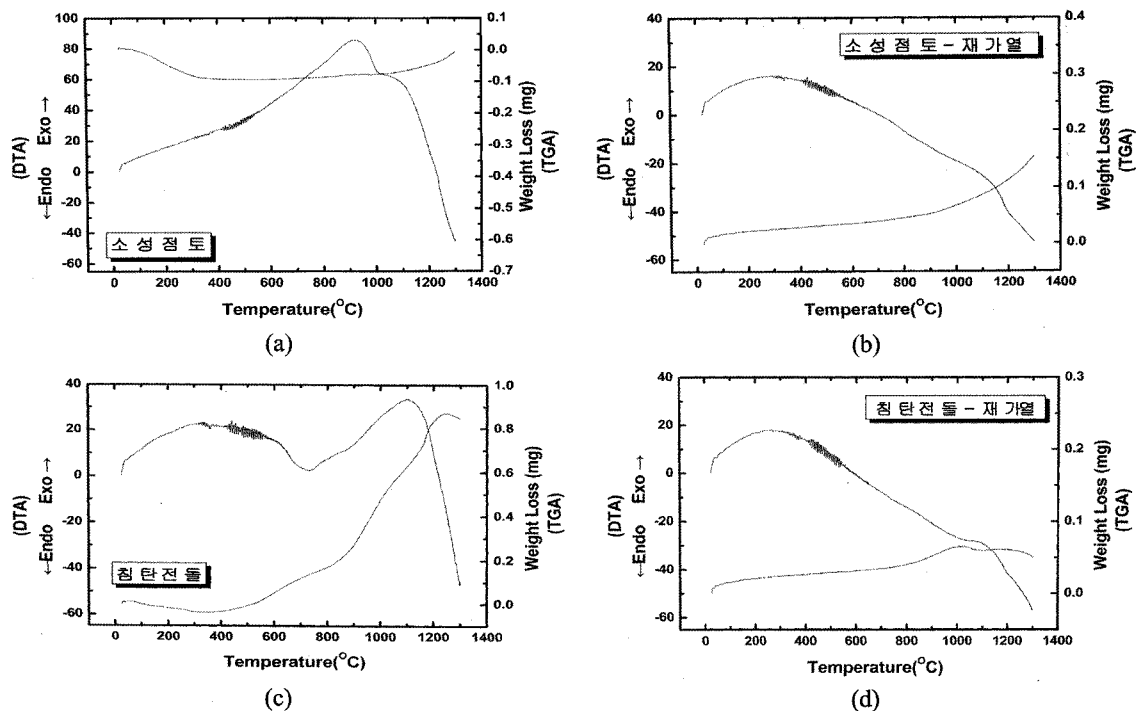 100
80
60
40
20
0
-20
-40
-60
(DTA)
←Endo Exo→
0.1
0.0
-0.1
-0.2
-0.3
-0.4
-0.5
-0.6
-0.7
Weight Loss (mg)
(TGA)
소성점토
0 200 400 600 800 1000 1200 1400
Temperature(°C)
(a)
40
20
0
-20
-40
-60
(DTA)
←Endo Exo→
0.4
0.3
0.2
0.1
0.0
Weight Loss (mg)
(TGA)
소성점토-재가열
0 200 400 600 800 1000 1200 1400
Temperature(°C)
(b)
40
20
0
-20
-40
-60
(DTA)
←Endo Exo→
1.0
0.8
0.6
0.4
0.2
0.0
Weight Loss (mg)
(TGA)
침탄전돌
0 200 400 600 800 1000 1200 1400
Temperature(°C)
(c)
40
20
0
-20
-40
-60
(DTA)
←Endo Exo→
0.3
0.2
0.1
0.0
Weight Loss (mg)
(TGA)
침탄전돌-재가열
0 200 400 600 800 1000 1200 1400
Temperature(°C)
(d)